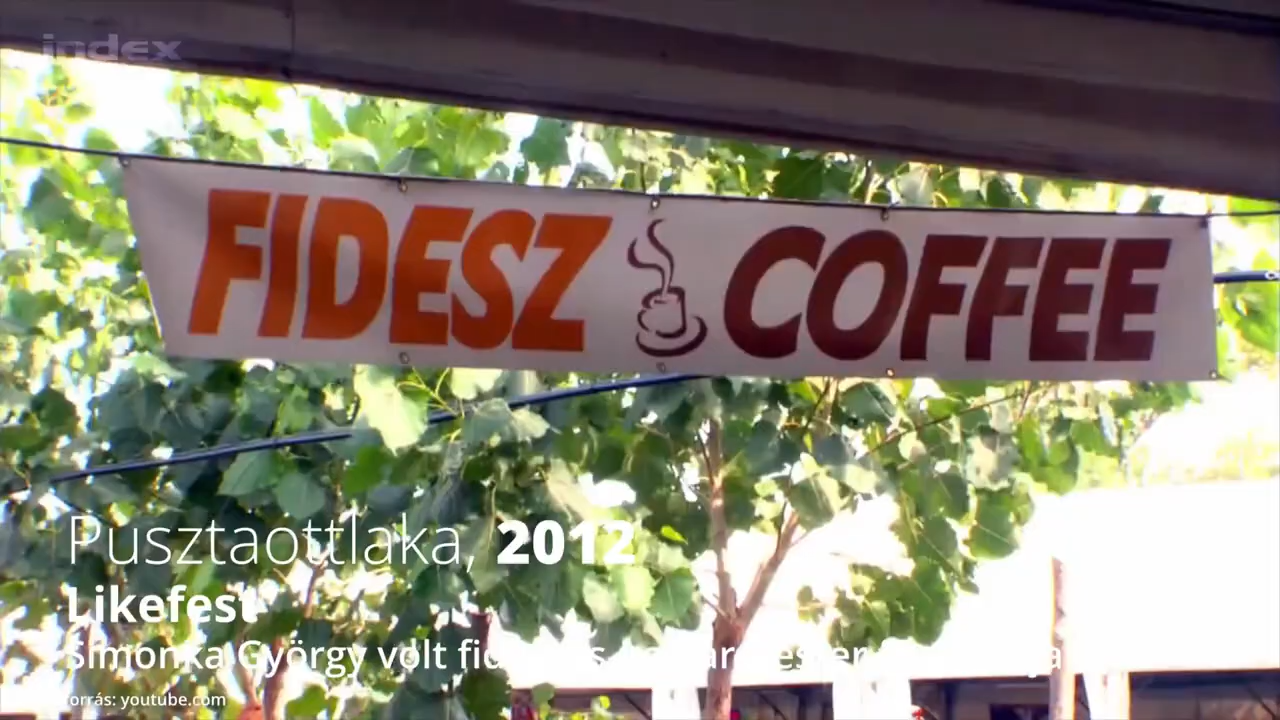 index
FIDESZ COFFEE
Pusztaottlaka, 2012
Likefest
Simonka György volt
forrás: youtube.com